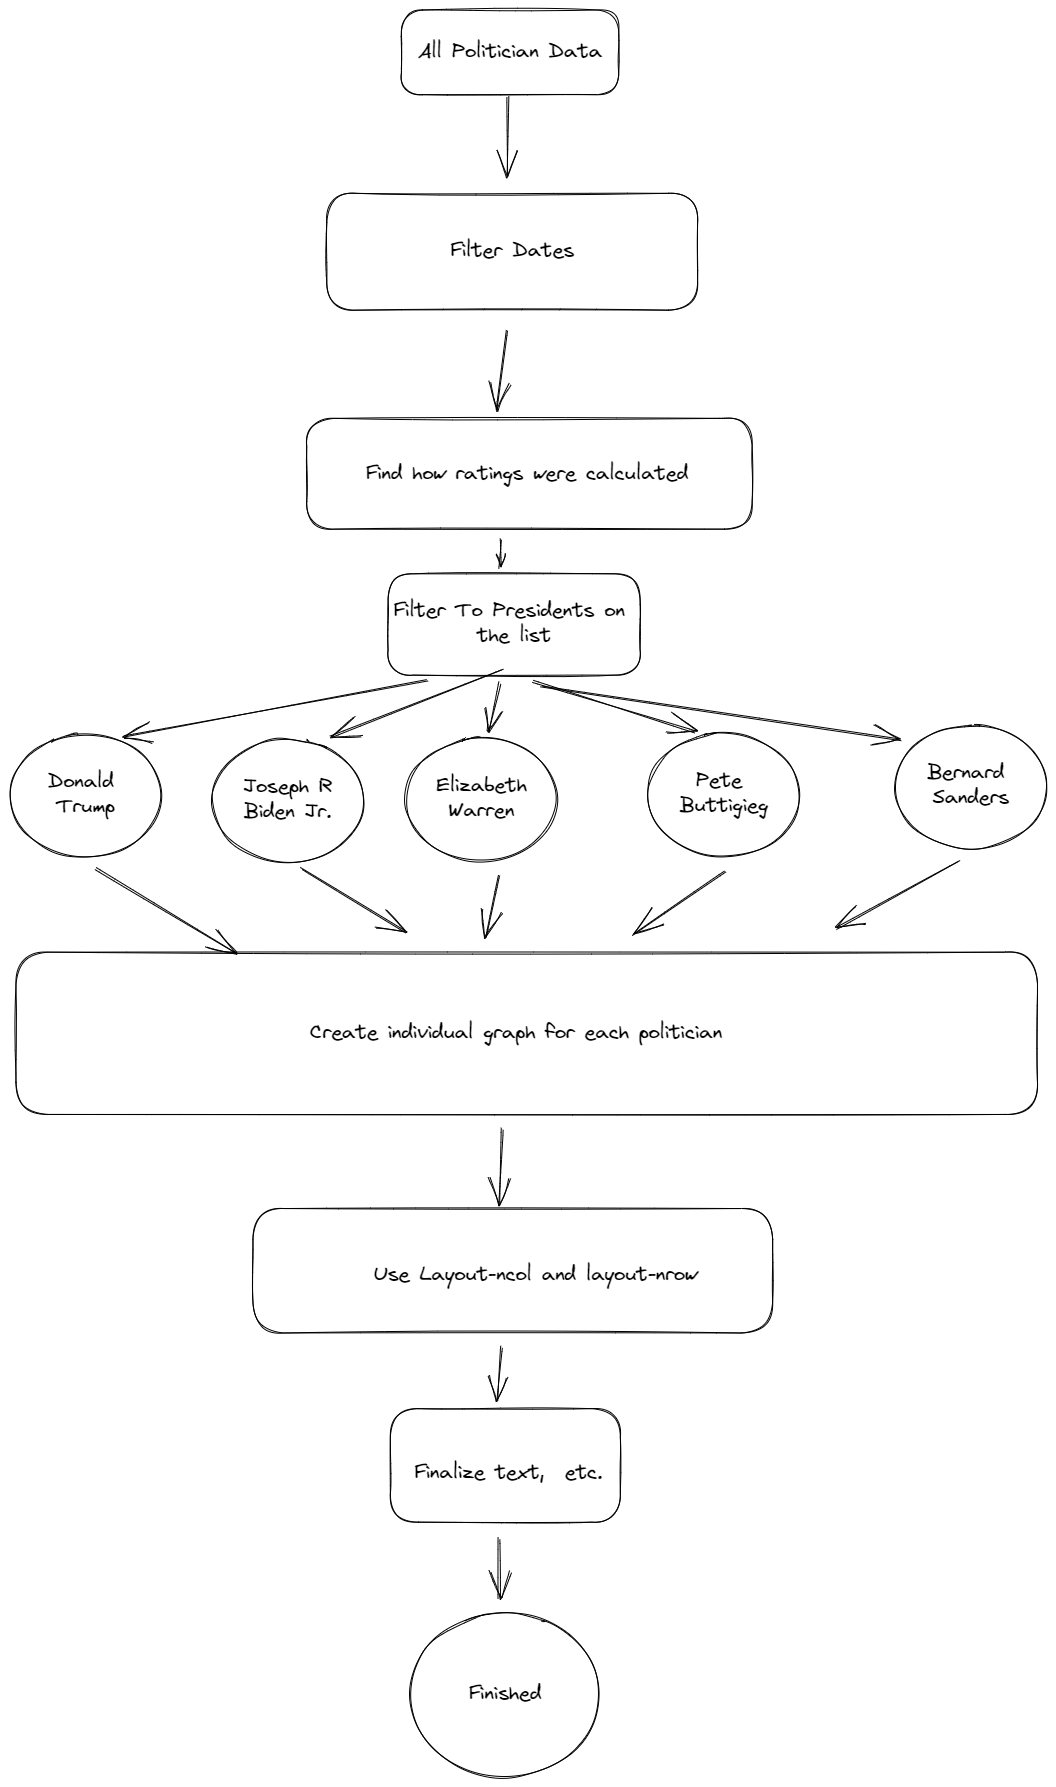 All Politician Data
Filter Dates
Find how ratings were calculated
Filter To Presidents on
the list
Donald
Trump
Joseph R
Biden Jr.
Elizabeth
Warren
Pete
Buttigieg
Bernard
Sanders
Create individual graph for each politician
Use Layout-ncol and layout-nrow
Finalize text, etc.
Finished